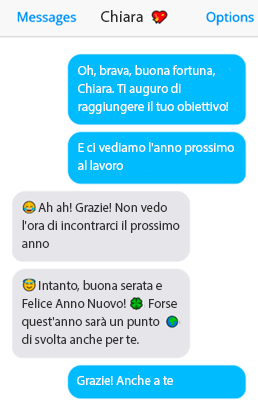 Messages Chiara 💖 Options
Oh, brava, buona fortuna,
Chiara. Ti auguro di
raggiungere il tuo obiettivo!
E ci vediamo l'anno prossimo
al lavoro
😂 Ah ah! Grazie! Non vedo
l'ora di incontrarci il prossimo
anno
😇 Intanto, buona serata e
Felice Anno Nuovo! 🍀 Forse
quest'anno sarà un punto 🌍
di svolta anche per te.
Grazie! Anche a te